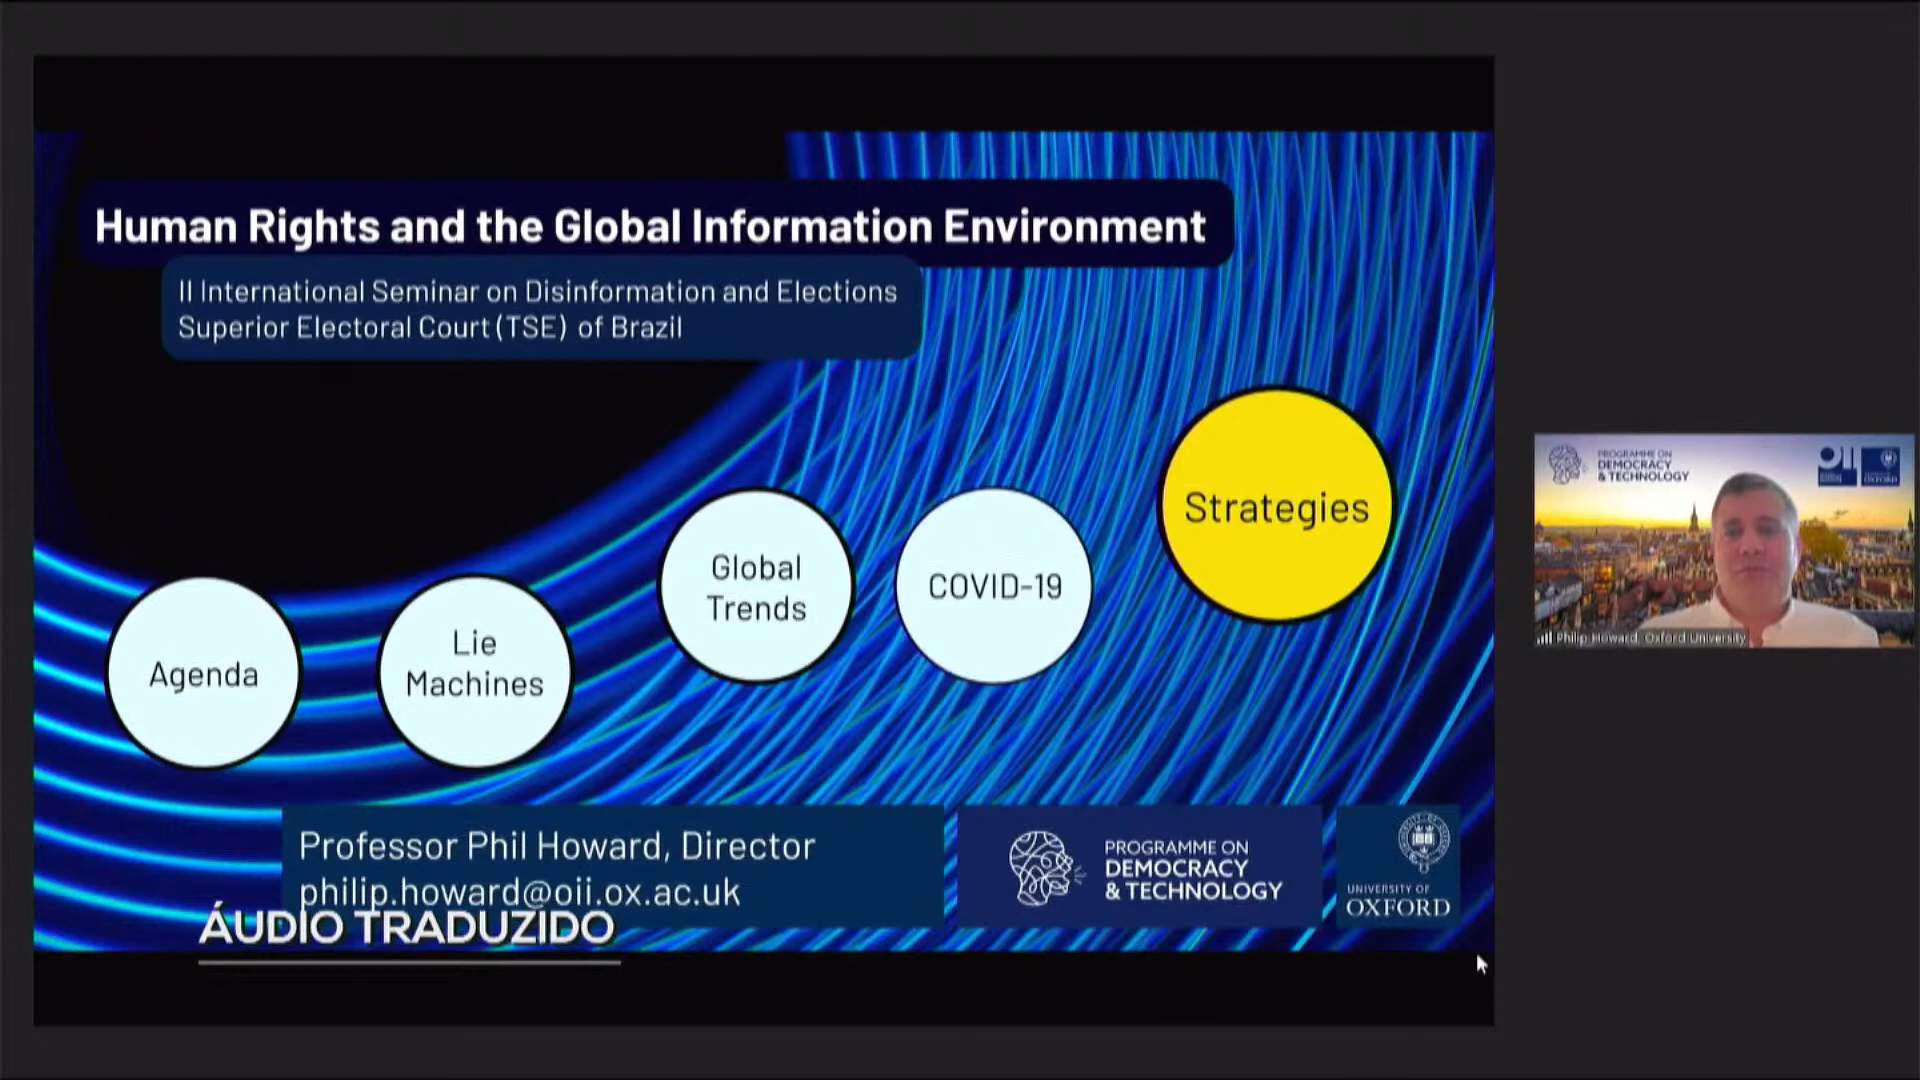 Human Rights and the Global Information Environment
II International Seminar on Disinformation and Elections
Superior Electoral Court (TSE) of Brazil
Agenda
Lie
Machines
Global
Trends
COVID-19
Strategies
Professor Phil Howard, Director
philip.howard@oii.ox.ac.uk
ÁUDIO TRADUZIDO
PROGRAMME ON
DEMOCRACY
& TECHNOLOGY
UNIVERSITY OF
OXFORD
PROGRAMME ON
DEMOCRACY
& TECHNOLOGY
OII
OXFORD
Philip Howard, Oxford University